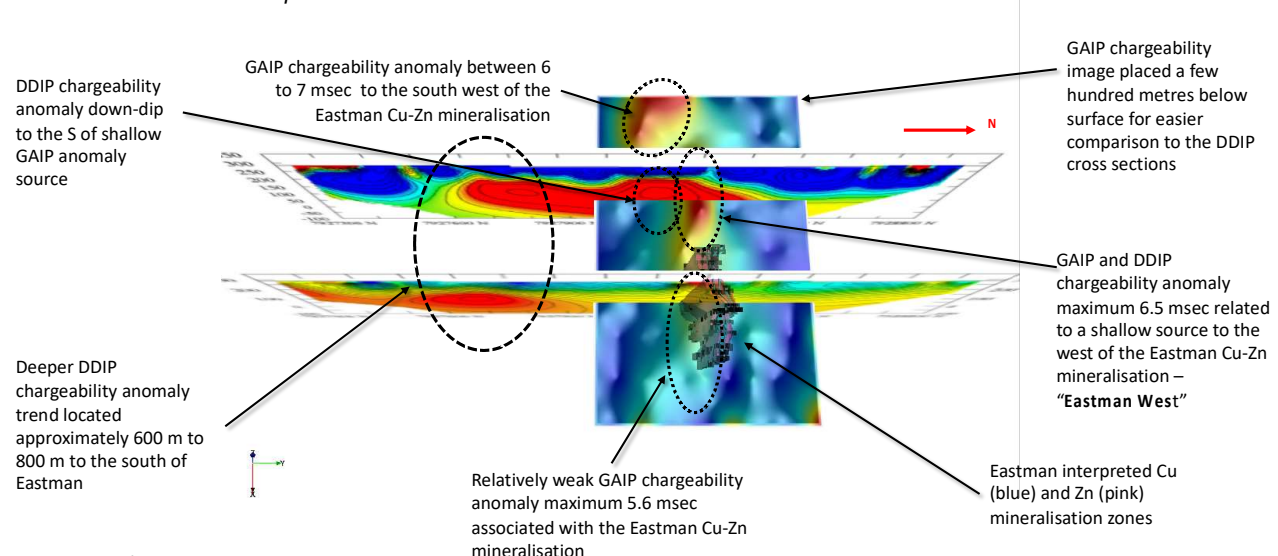 DDIP chargeability
anomaly down-dip
to the S of shallow
GAIP anomaly
source
GAIP chargeability anomaly between 6
to 7 msec to the south west of the
Eastman Cu-Zn mineralisation
GAIP chargeability
image placed a few
hundred metres below
surface for easier
comparison to the DDIP
cross sections
N
GAIP and DDIP
chargeability anomaly
maximum 6.5 msec related
to a shallow source to the
west of the Eastman Cu-Zn
mineralisation –
“Eastman West”
Deeper DDIP
chargeability anomaly
trend located
approximately 600 m to
800 m to the south of
Eastman
Y
X
Relatively weak GAIP chargeability
anomaly maximum 5.6 msec
associated with the Eastman Cu-Zn
mineralisation
Eastman interpreted Cu
(blue) and Zn (pink)
mineralisation zones